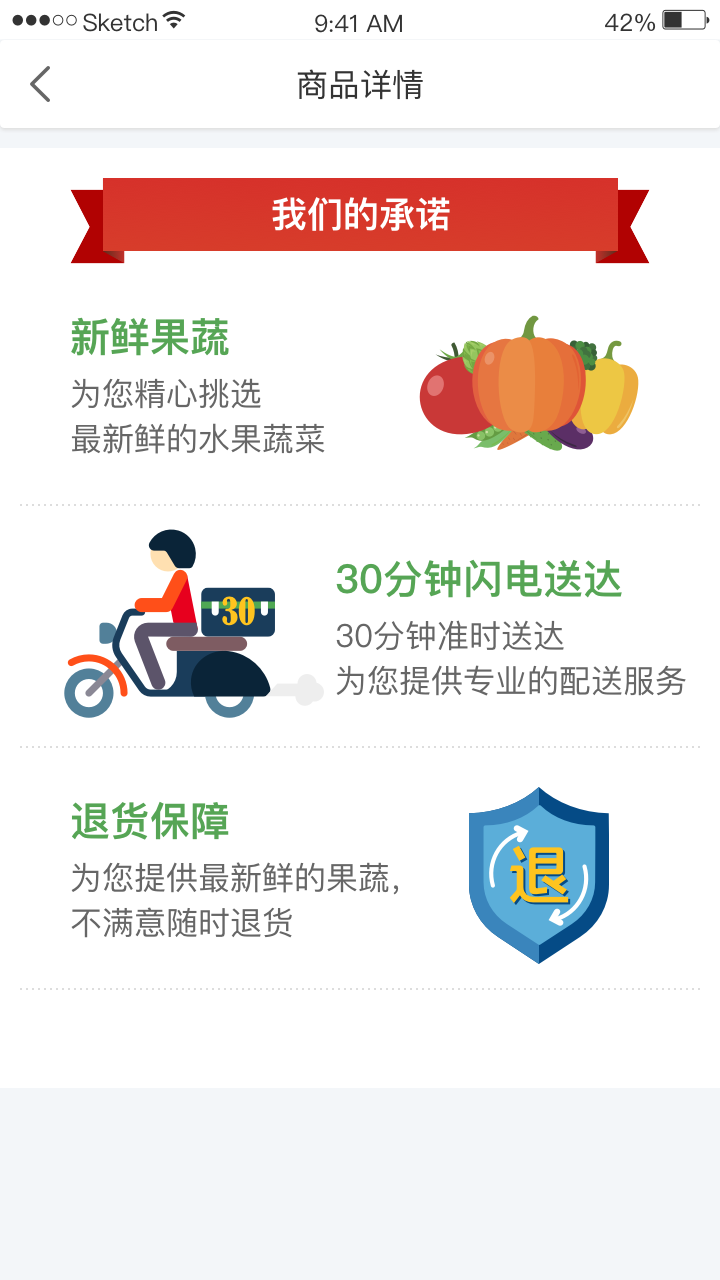 Sketch 9:41 AM 42%
商品详情
我们的承诺
新鲜果蔬
为您精心挑选
最新鲜的水果蔬菜
30分钟闪电送达
30
30分钟准时送达
为您提供专业的配送服务
退货保障
为您提供最新鲜的果蔬，
不满意随时退货
退